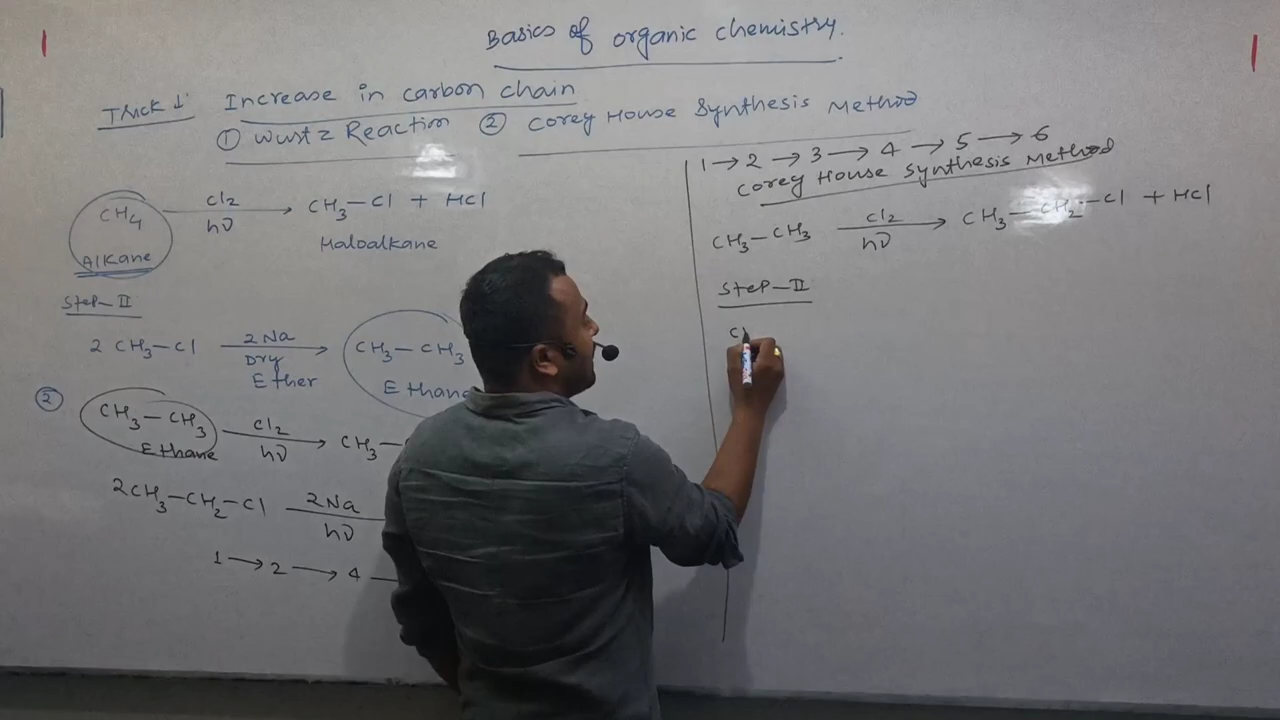 Basics of organic chemistry.
Trick 1: Increase in carbon chain
① Wurtz Reaction ② Corey House Synthesis Method
CH4 Cl2 hν → CH3-Cl + HCl
Alkane Haloalkane
Step-II
2 CH3-Cl 2Na Dry Ether → CH3-CH3
Ethane
② CH3-CH3 Cl2 hν → CH3-
Ethane
2CH3-CH2-Cl 2Na hν
1 → 2 → 4
1 → 2 → 3 → 4 → 5 → 6
Corey House Synthesis Method
CH3-CH3 Cl2 hν → CH3-CH2-Cl + HCl
Step-II